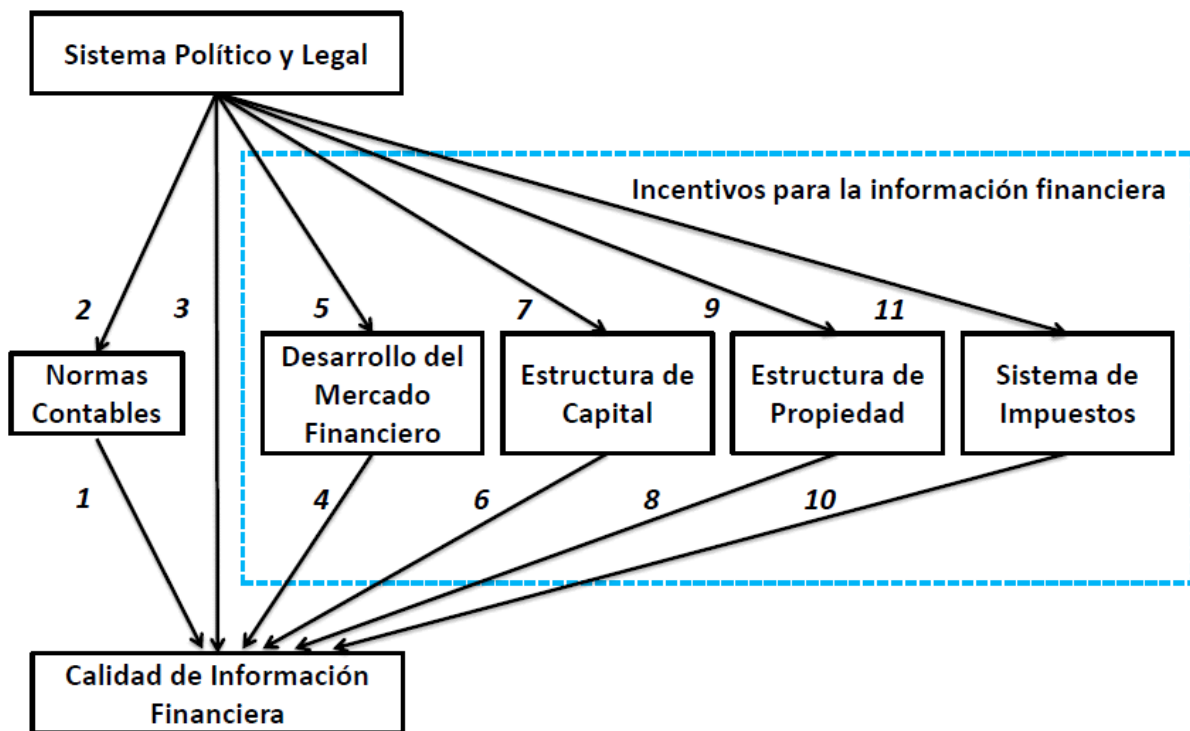 Sistema Político y Legal
Incentivos para la información financiera
2
3
5
7
9
11
Normas
Contables
Desarrollo del
Mercado
Financiero
Estructura de
Capital
Estructura de
Propiedad
Sistema de
Impuestos
1
4
6
8
10
Calidad de Información
Financiera